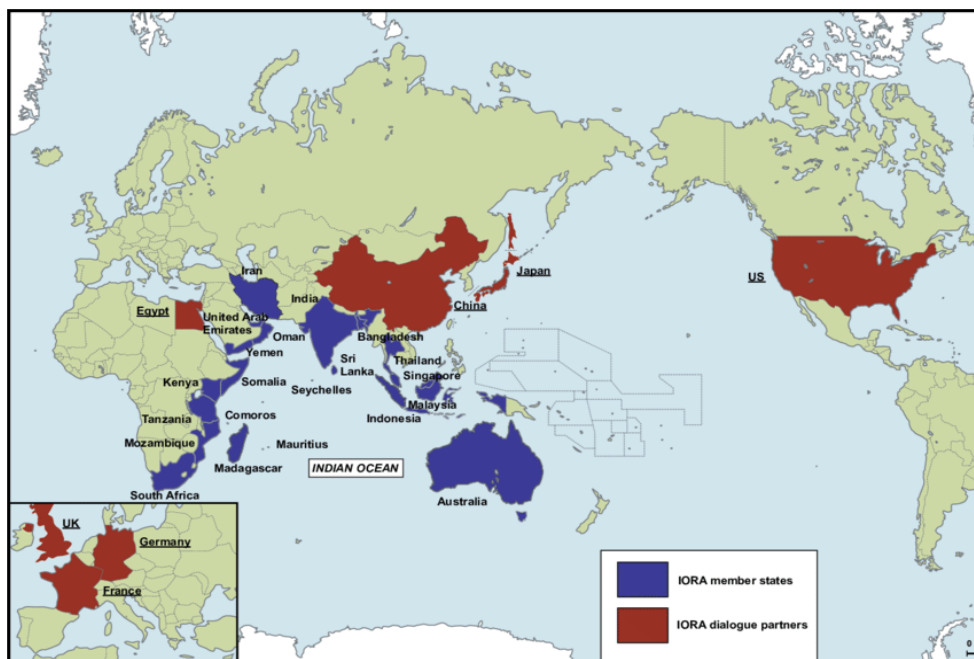 Iran
Japan
US
Egypt
India
China
United Arab
Emirates
Oman
Bangladesh
Yemen
Sri
Lanka
Thailand
Singapore
Kenya
Somalia
Seychelles
Malaysia
Tanzania
Comoros
Indonesia
Mozambique
Mauritius
Madagascar
INDIAN OCEAN
South Africa
Australia
UK
Germany
France
IORA member states
IORA dialogue partners